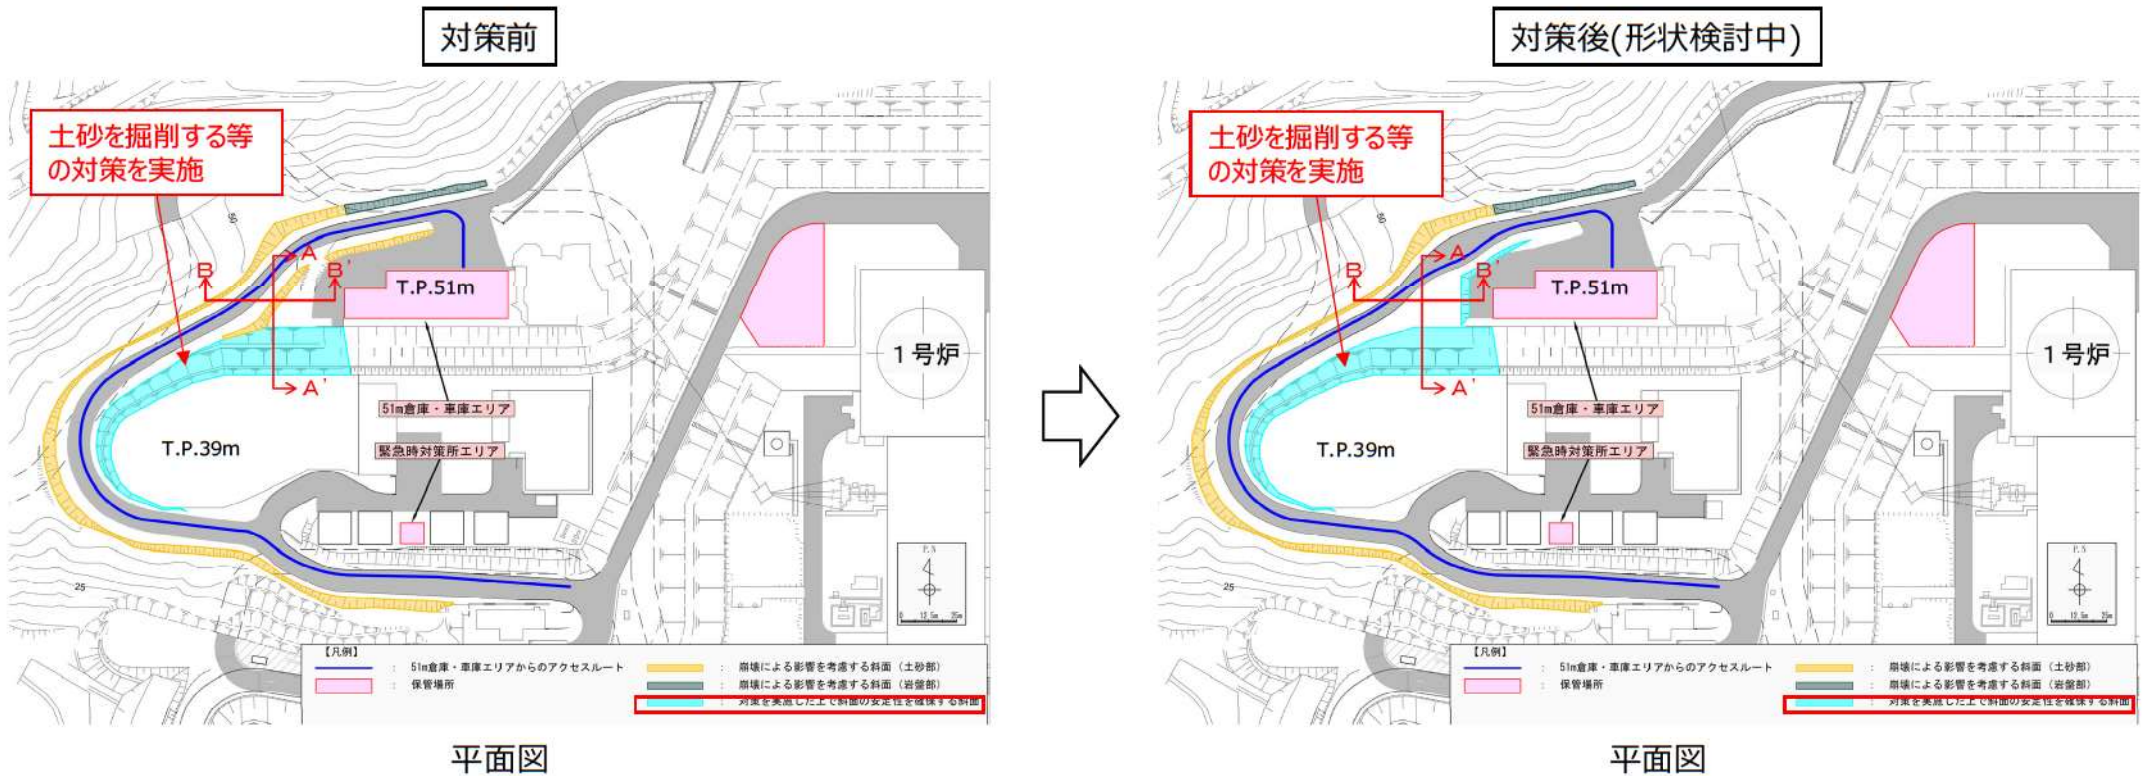 対策前
土砂を掘削する等
の対策を実施
50
A
B
B'
T.P.51m
A'
1号炉
51m倉庫・車庫エリア
緊急時対策所エリア
T.P.39m
25
P.N
0 12.5m 25m
【凡例】
: 51m倉庫・車庫エリアからのアクセスルート
: 保管場所
: 崩壊による影響を考慮する斜面（土砂部）
: 崩壊による影響を考慮する斜面（岩盤部）
: 対策を実施した上で斜面の安定性を確保する斜面
平面図
対策後(形状検討中)
土砂を掘削する等
の対策を実施
50
A
B
B'
T.P.51m
A'
1号炉
51m倉庫・車庫エリア
緊急時対策所エリア
T.P.39m
25
P.N
0 12.5m 25m
【凡例】
: 51m倉庫・車庫エリアからのアクセスルート
: 保管場所
: 崩壊による影響を考慮する斜面（土砂部）
: 崩壊による影響を考慮する斜面（岩盤部）
: 対策を実施した上で斜面の安定性を確保する斜面
平面図